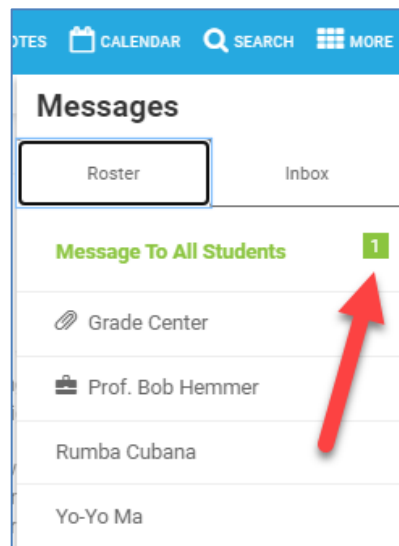 CALENDAR SEARCH MORE
Messages
Roster Inbox
Message To All Students 1
Grade Center
Prof. Bob Hemmer
Rumba Cubana
Yo-Yo Ma